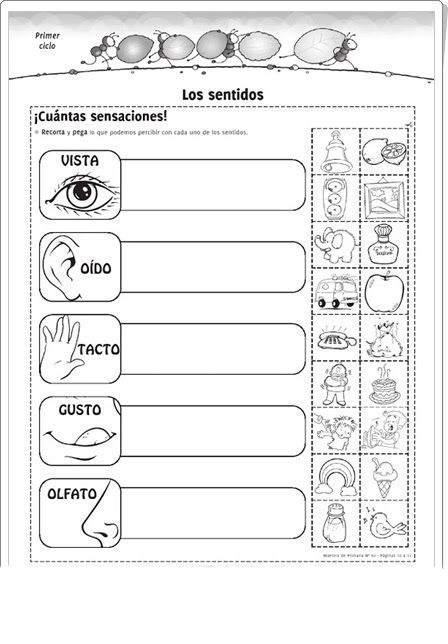 Primer
ciclo
Los sentidos
¡Cuántas sensaciones!
Recorta y pega lo que podemos percibir con cada uno de los sentidos.
VISTA
OÍDO
TACTO
GUSTO
OLFATO